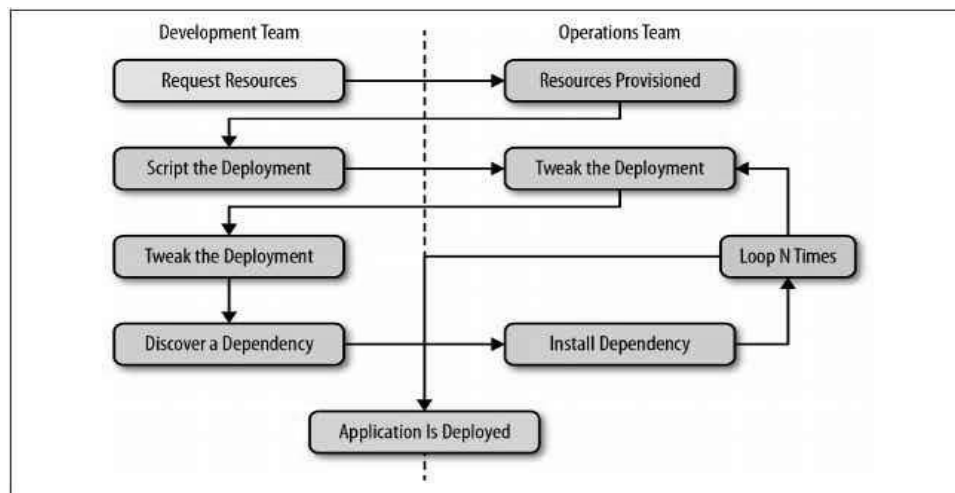 Development Team
Operations Team
Request Resources
Resources Provisioned
Script the Deployment
Tweak the Deployment
Tweak the Deployment
Loop N Times
Discover a Dependency
Install Dependency
Application Is Deployed